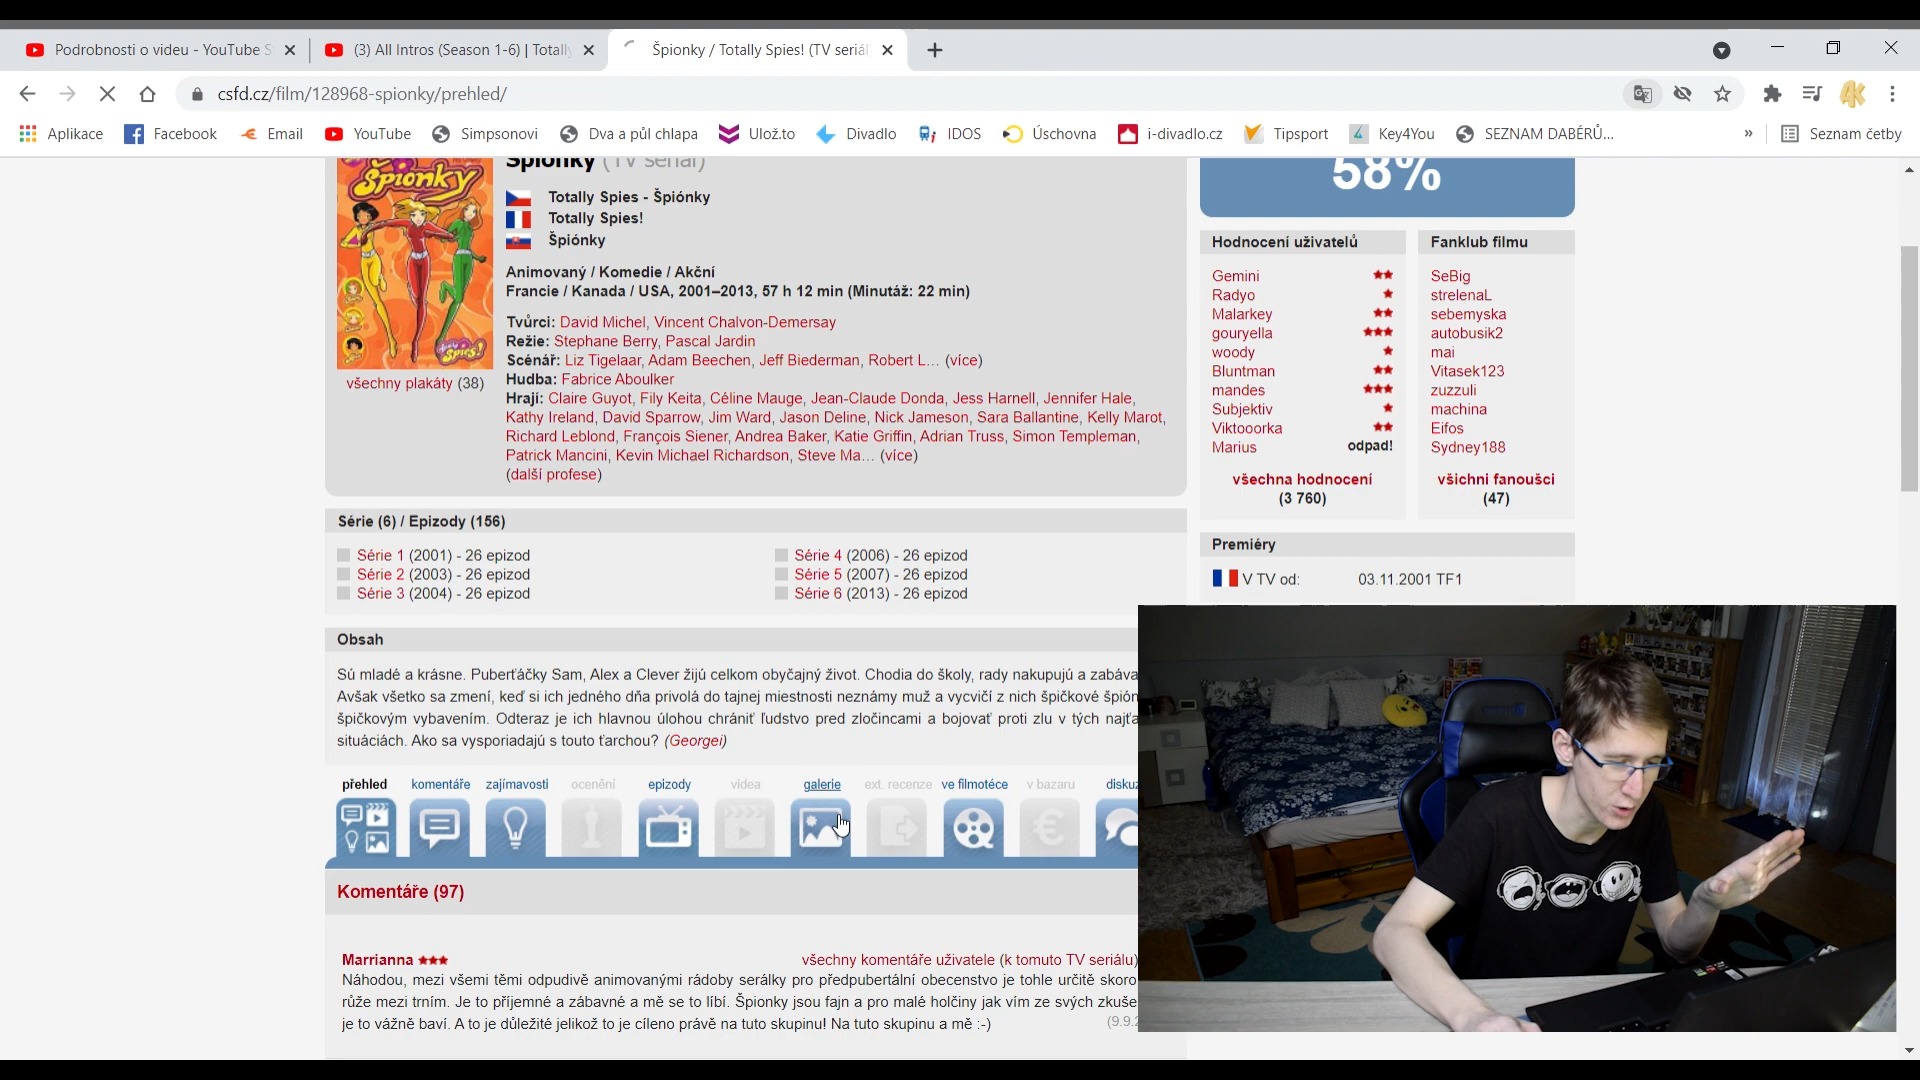 Podrobnosti o videu - YouTube S
(3) All Intros (Season 1-6) | Totally
Špionky / Totally Spies! (TV seriál
csfd.cz/film/128968-spionky/prehled/
4K
Aplikace
Facebook
Email
YouTube
Simpsonovi
Dva a půl chlapa
Ulož.to
Divadlo
IDOS
Úschovna
i-divadlo.cz
Tipsport
Key4You
SEZNAM DABÉRŮ...
»
Seznam četby
Špionky (TV seriál)
58%
Špionky
Totally Spies - Špiónky
Totally Spies!
Špiónky
Animovaný / Komedie / Akční
Francie / Kanada / USA, 2001–2013, 57 h 12 min (Minutáž: 22 min)
Tvůrci: David Michel, Vincent Chalvon-Demersay
Režie: Stephane Berry, Pascal Jardin
Scénář: Liz Tigelaar, Adam Beechen, Jeff Biederman, Robert L... (více)
Hudba: Fabrice Aboulker
Hrají: Claire Guyot, Fily Keita, Céline Mauge, Jean-Claude Donda, Jess Harnell, Jennifer Hale,
Kathy Ireland, David Sparrow, Jim Ward, Jason Deline, Nick Jameson, Sara Ballantine, Kelly Marot,
Richard Leblond, François Siener, Andrea Baker, Katie Griffin, Adrian Truss, Simon Templeman,
Patrick Mancini, Kevin Michael Richardson, Steve Ma... (více)
(další profese)
všechny plakáty (38)
Hodnocení uživatelů
Gemini
Radyo
Malarkey
gouryella
woody
Bluntman
mandes
Subjektiv
Viktooorka
Marius odpad!
všechna hodnocení
(3 760)
Fanklub filmu
SeBig
strelenaL
sebemyska
autobusik2
mai
Vitasek123
zuzzuli
machina
Eifos
Sydney188
všichni fanoušci
(47)
Série (6) / Epizody (156)
Série 1 (2001) - 26 epizod
Série 2 (2003) - 26 epizod
Série 3 (2004) - 26 epizod
Série 4 (2006) - 26 epizod
Série 5 (2007) - 26 epizod
Série 6 (2013) - 26 epizod
Premiéry
V TV od: 03.11.2001 TF1
Obsah
Sú mladé a krásne. Puberťáčky Sam, Alex a Clever žijú celkom obyčajný život. Chodia do školy, rady nakupujú a zabáva
Avšak všetko sa zmení, keď si ich jedného dňa privolá do tajnej miestnosti neznámy muž a vycvičí z nich špičkové špión
špičkovým vybavením. Odteraz je ich hlavnou úlohou chrániť ľudstvo pred zločincami a bojovať proti zlu v tých najťa
situáciách. Ako sa vysporiadajú s touto ťarchou? (Georgei)
přehled komentáře zajímavosti ocenění epizody videa galerie ext. recenze ve filmotéce v bazaru diskuz
Komentáře (97)
Marrianna
všechny komentáře uživatele (k tomuto TV seriálu)
Náhodou, mezi všemi těmi odpudivě animovanými rádoby serálky pro předpubertální obecenstvo je tohle určitě skoro
růže mezi trním. Je to příjemné a zábavné a mě se to líbí. Špionky jsou fajn a pro malé holčiny jak vím ze svých zkuše
je to vážně baví. A to je důležité jelikož to je cíleno právě na tuto skupinu! Na tuto skupinu a mě :-)
(9.9.2